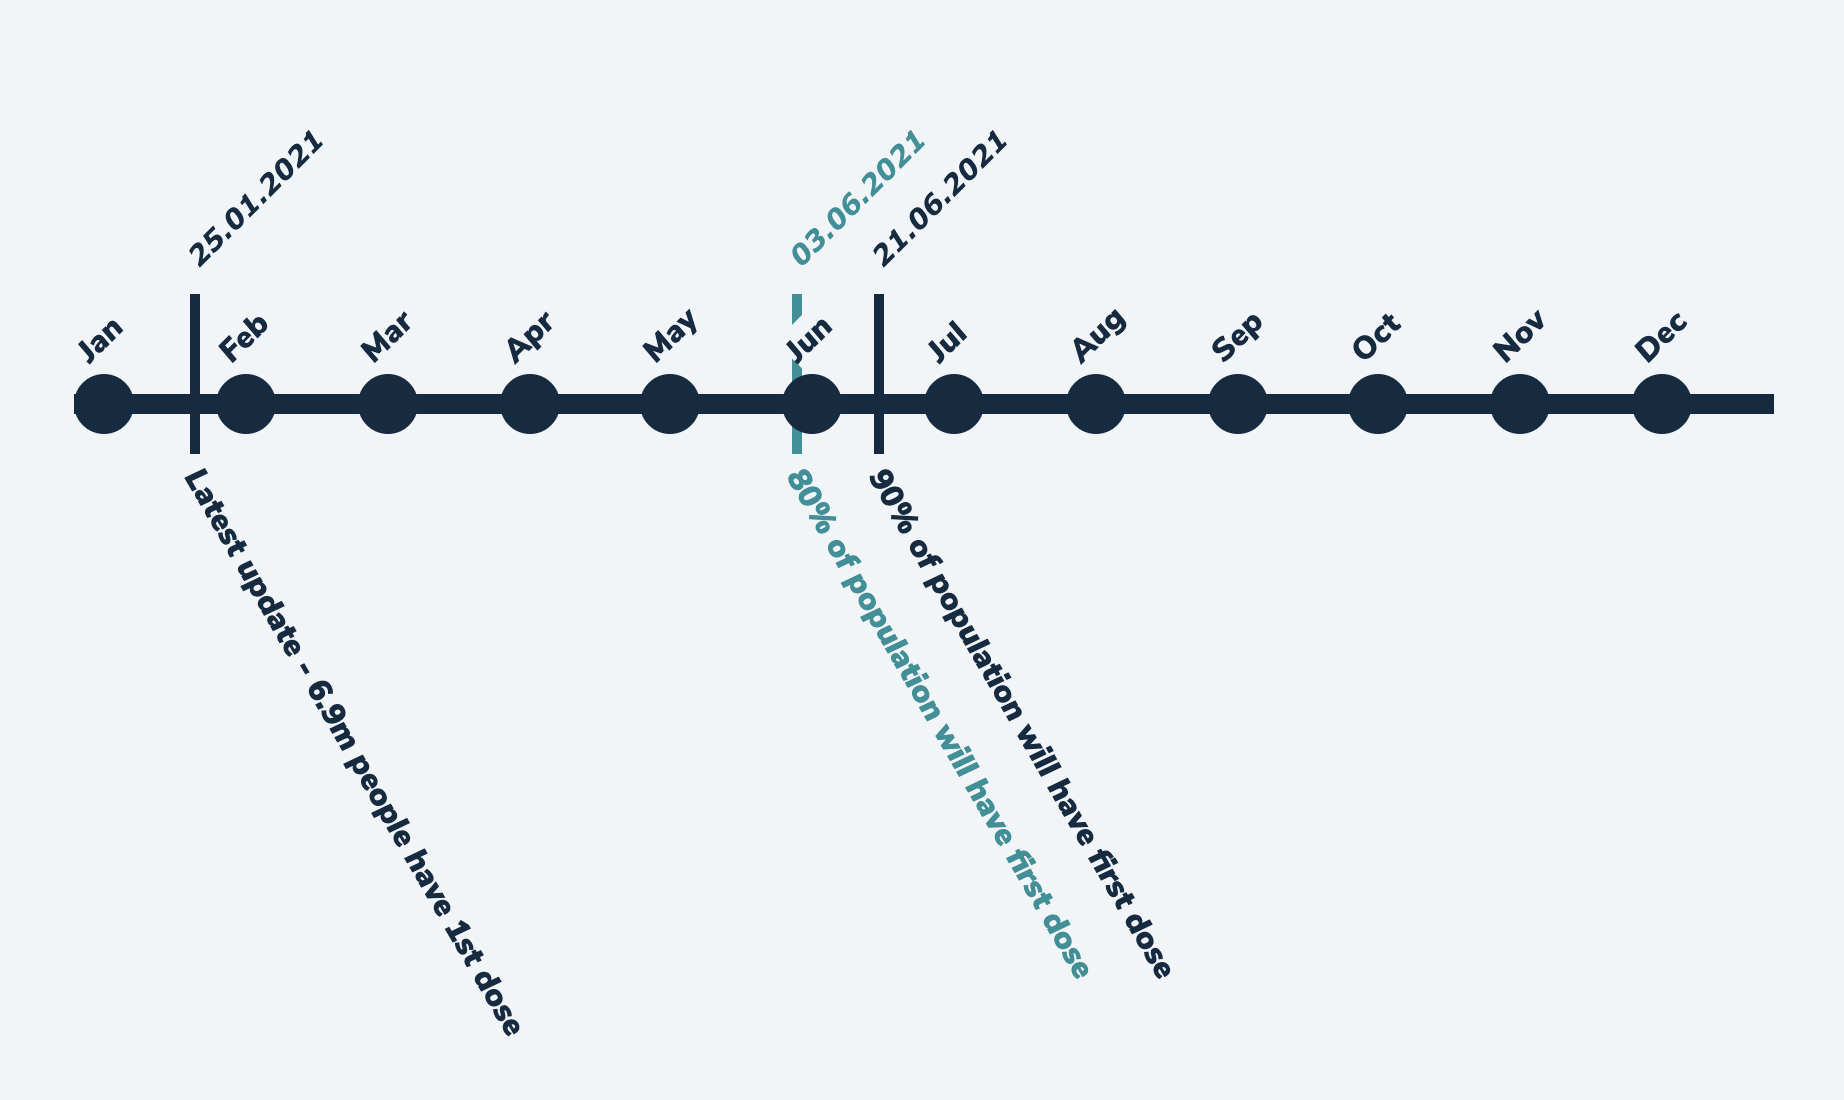 25.01.2021
03.06.2021
21.06.2021
Jan
Feb
Mar
Apr
May
Jun
Jul
Aug
Sep
Oct
Nov
Dec
Latest update - 6.9m people have 1st dose
80% of population will have first dose
90% of population will have first dose